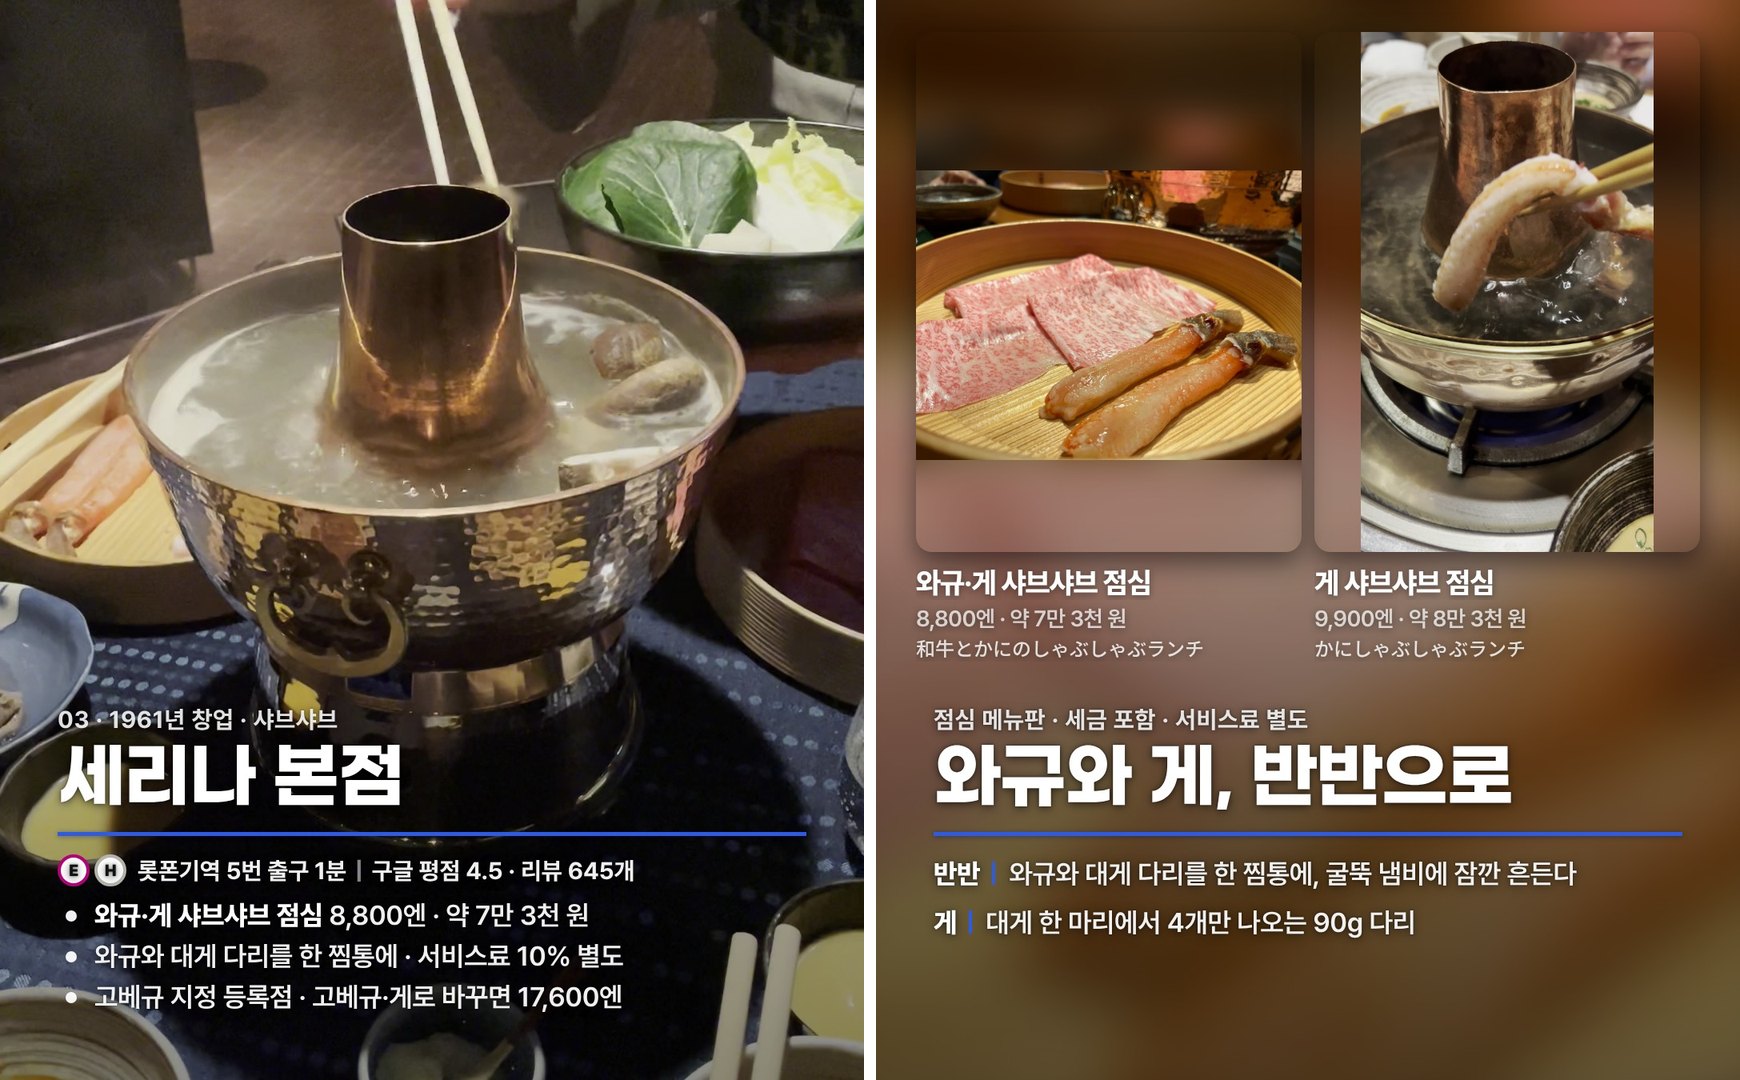 03 · 1961년 창업 · 샤브샤브
세리나 본점
E H 롯폰기역 5번 출구 1분 | 구글 평점 4.5 · 리뷰 645개
• 와규·게 샤브샤브 점심 8,800엔 · 약 7만 3천 원
• 와규와 대게 다리를 한 찜통에 · 서비스료 10% 별도
• 고베규 지정 등록점 · 고베규·게로 바꾸면 17,600엔
와규·게 샤브샤브 점심
8,800엔 · 약 7만 3천 원
和牛とかにのしゃぶしゃぶランチ
게 샤브샤브 점심
9,900엔 · 약 8만 3천 원
かにしゃぶしゃぶランチ
점심 메뉴판 · 세금 포함 · 서비스료 별도
와규와 게, 반반으로
반반 | 와규와 대게 다리를 한 찜통에, 굴뚝 냄비에 잠깐 흔든다
게 | 대게 한 마리에서 4개만 나오는 90g 다리